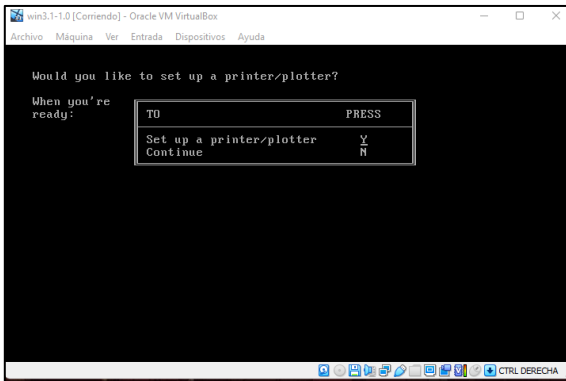 win3.1-1.0 [Corriendo] - Oracle VM VirtualBox
Archivo Máquina Ver Entrada Dispositivos Ayuda
Would you like to set up a printer/plotter?
When you're
ready:
TO PRESS
Set up a printer/plotter Y
Continue N
CTRL DERECHA